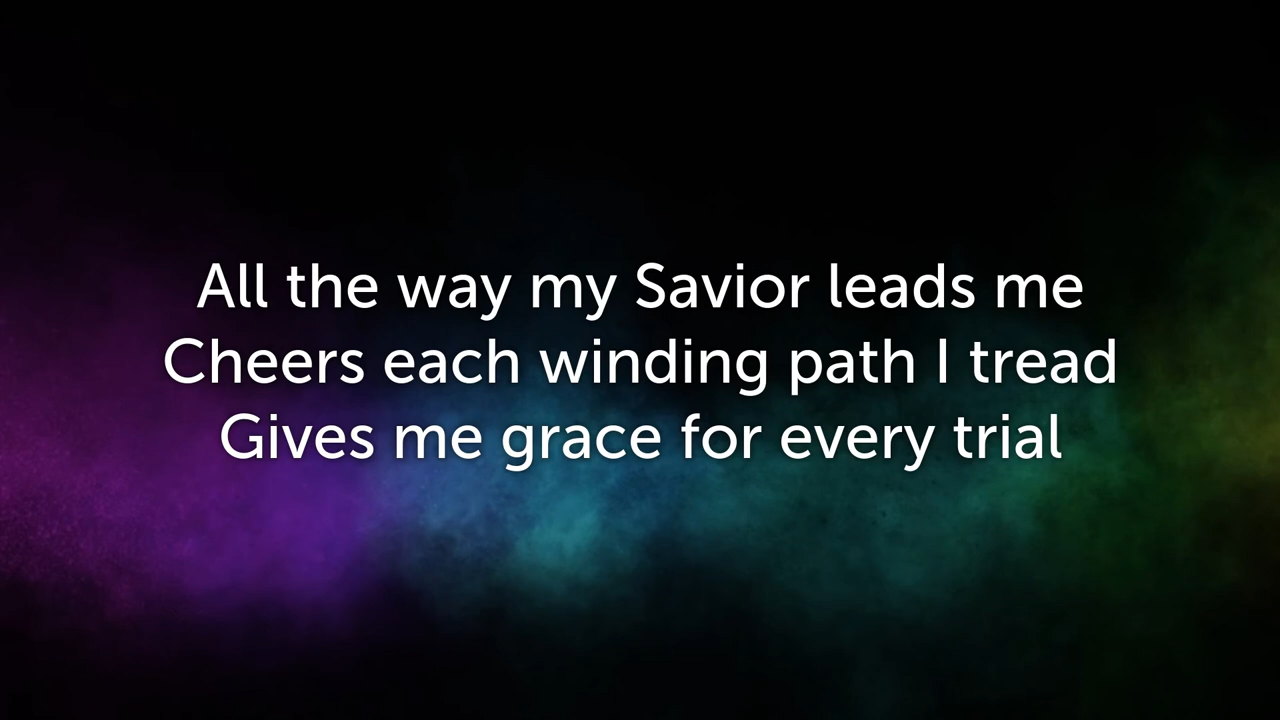 All the way my Savior leads me
Cheers each winding path I tread
Gives me grace for every trial